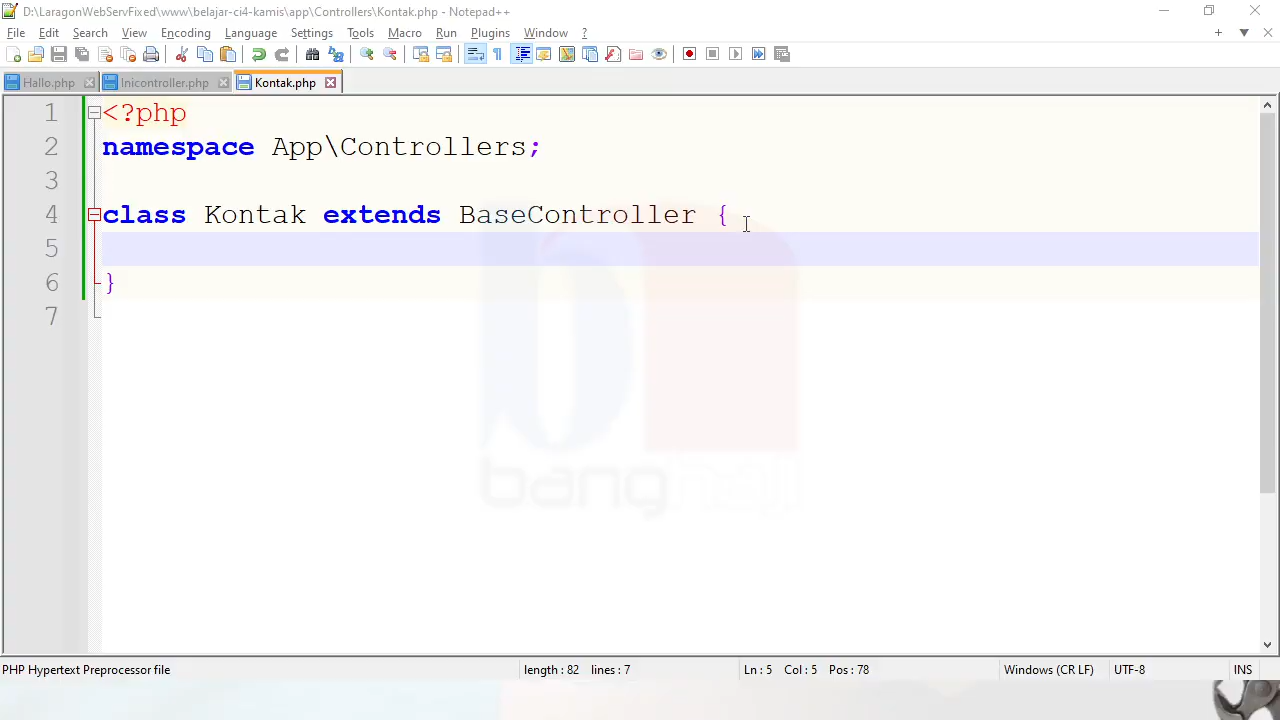 D:\LaragonWebServFixed\www\belajar-ci4-kamis\app\Controllers\Kontak.php - Notepad++
File Edit Search View Encoding Language Settings Tools Macro Run Plugins Window ?
Hallo.php Inicontroller.php Kontak.php
1 <?php
2 namespace App\Controllers;
3
4 class Kontak extends BaseController {
5
6 }
7
banghaji
PHP Hypertext Preprocessor file length : 82 lines : 7 Ln : 5 Col : 5 Pos : 78 Windows (CR LF) UTF-8 INS